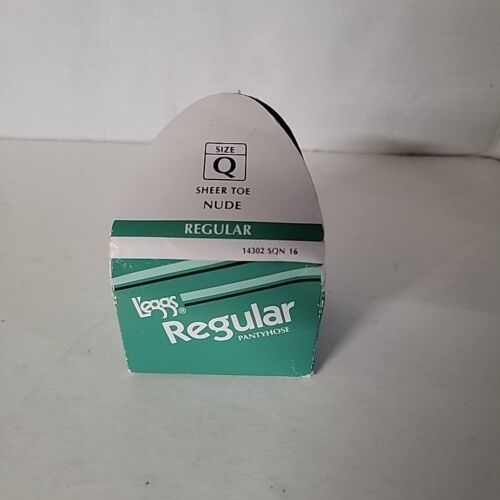 SIZE
Q
SHEER TOE
NUDE
REGULAR
14302 SQN 16
L'eggs®
Regular
PANTYHOSE